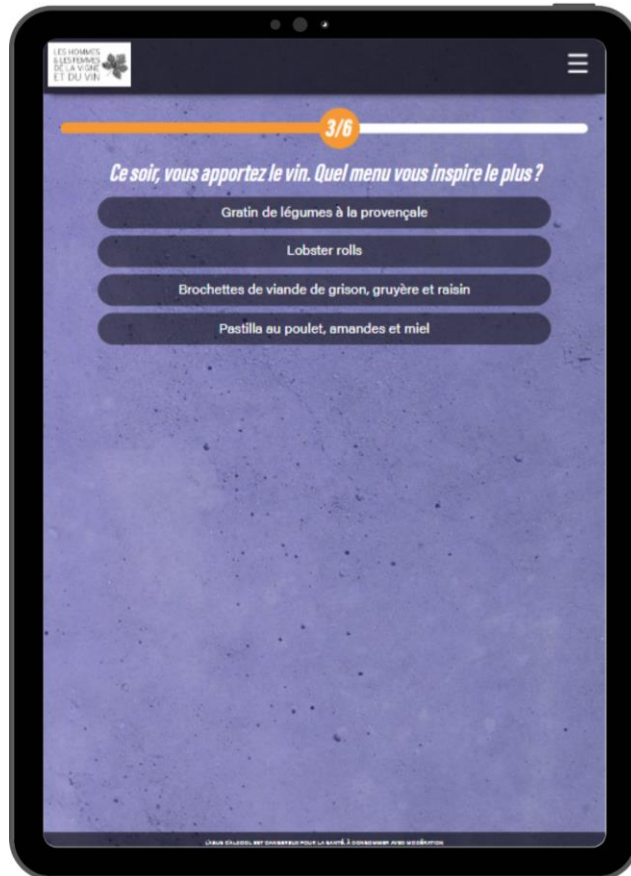 LES HOMMES
& LES FEMMES
DE LA VIGNE
ET DU VIN
3/6
Ce soir, vous apportez le vin. Quel menu vous inspire le plus ?
Gratin de légumes à la provençale
Lobster rolls
Brochettes de viande de grison, gruyère et raisin
Pastilla au poulet, amandes et miel
L'ABUS D'ALCOOL EST DANGEREUX POUR LA SANTÉ. À CONSOMMER AVEC MODÉRATION